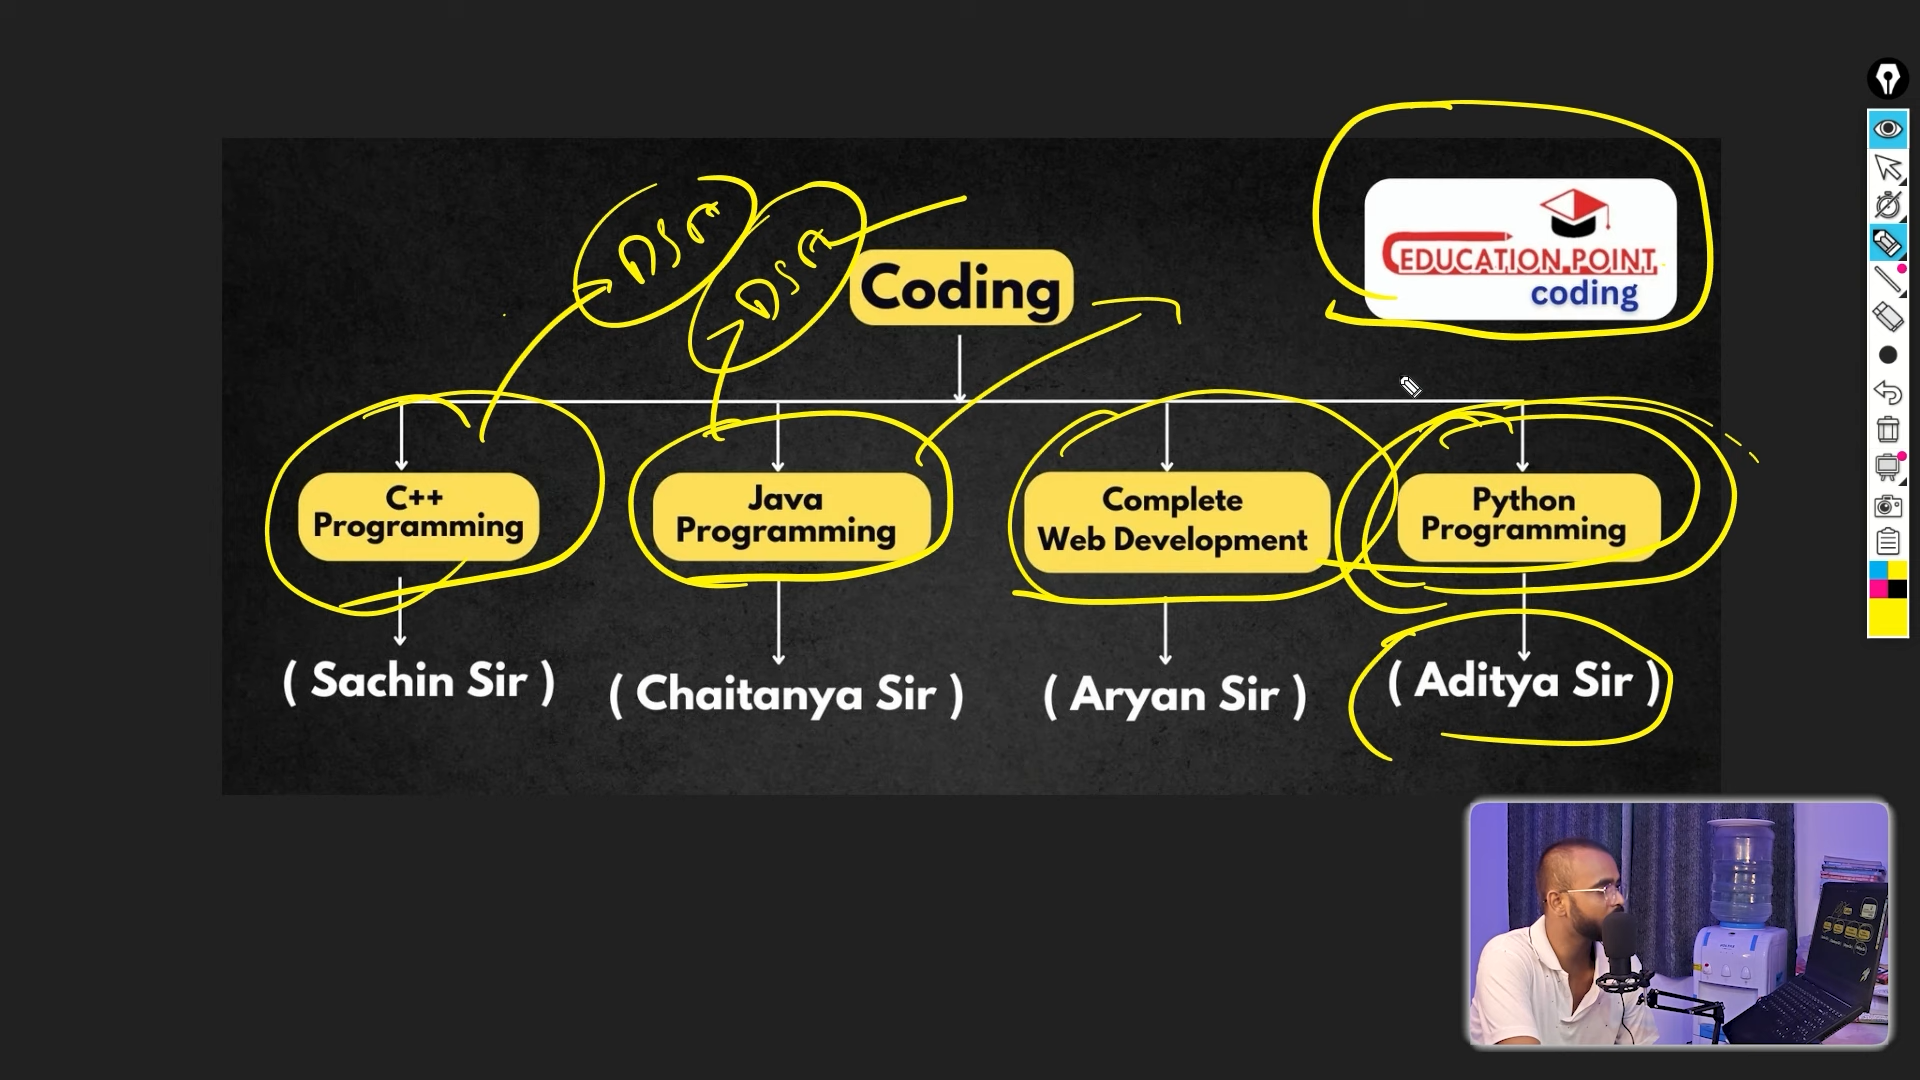 DSA
DSA
Coding
EDUCATION POINT
coding
C++
Programming
Java
Programming
Complete
Web Development
Python
Programming
( Sachin Sir )
( Chaitanya Sir )
( Aryan Sir )
( Aditya Sir )